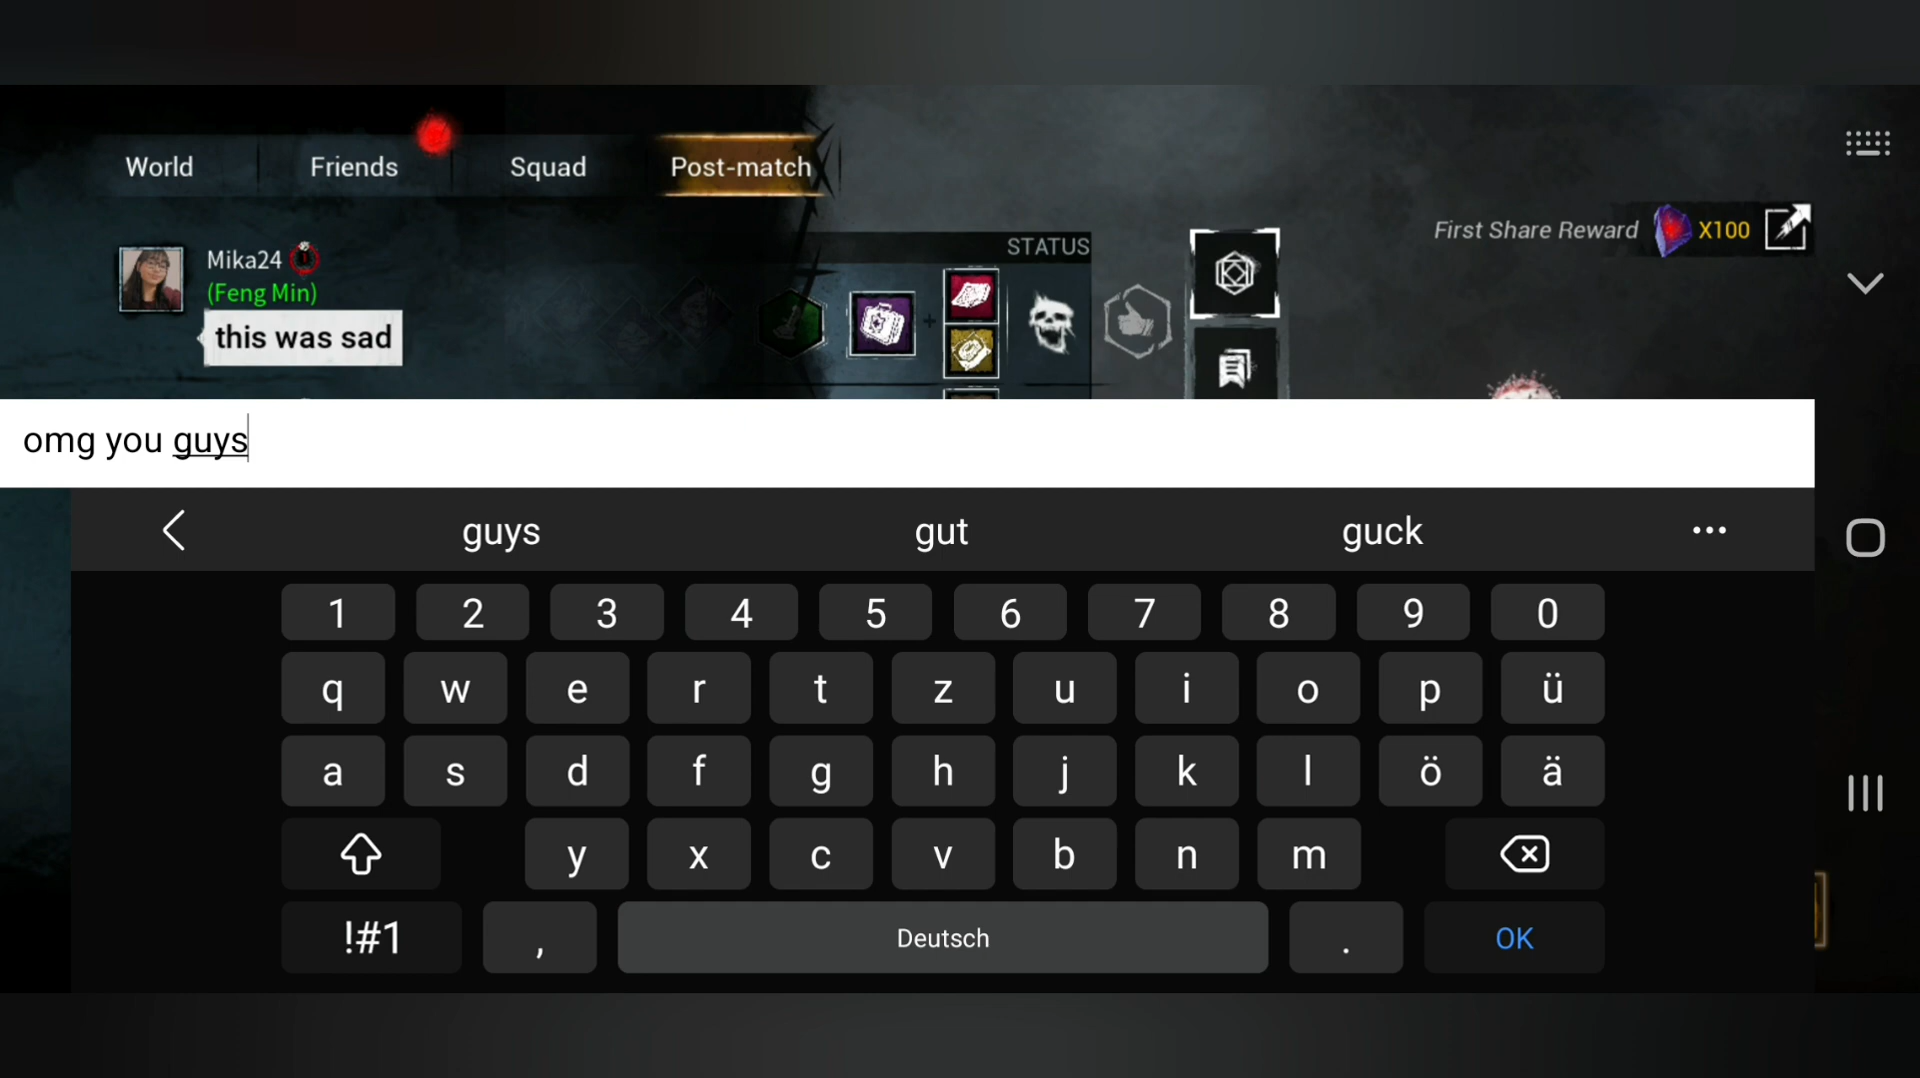 World Friends Squad Post-match
First Share Reward X100
STATUS
Mika24
(Feng Min)
this was sad
omg you guys
guys gut guck
1 2 3 4 5 6 7 8 9 0
q w e r t z u i o p ü
a s d f g h j k l ö ä
y x c v b n m
!#1 , Deutsch . OK